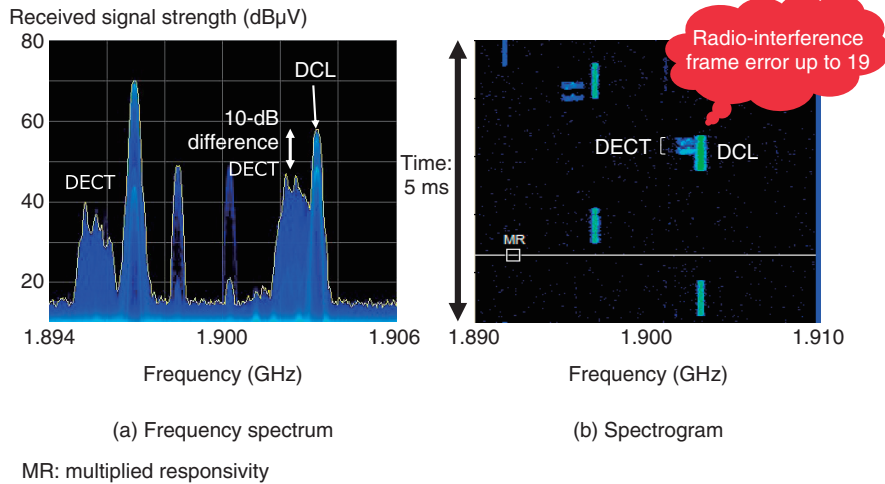 Received signal strength (dBµV)
80
60
40
20
DECT
10-dB
difference
DECT
DCL
1.894
1.900
1.906
Frequency (GHz)
(a) Frequency spectrum
Time:
5 ms
Radio-interference
frame error up to 19
DECT
DCL
MR
1.890
1.900
1.910
Frequency (GHz)
(b) Spectrogram
MR: multiplied responsivity